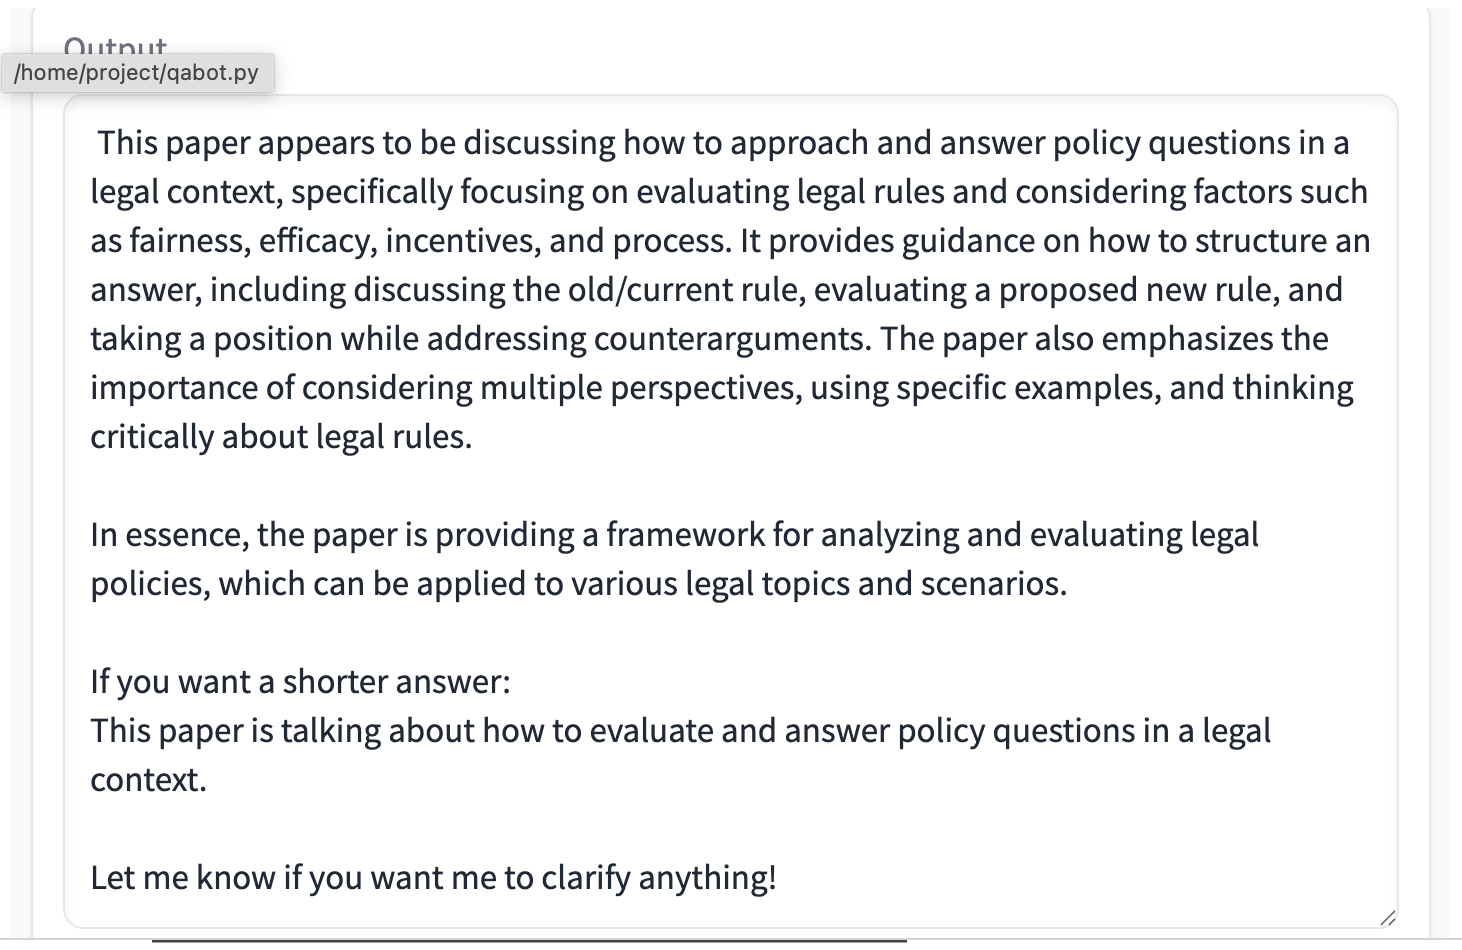 Output
/home/project/qabot.py
This paper appears to be discussing how to approach and answer policy questions in a
legal context, specifically focusing on evaluating legal rules and considering factors such
as fairness, efficacy, incentives, and process. It provides guidance on how to structure an
answer, including discussing the old/current rule, evaluating a proposed new rule, and
taking a position while addressing counterarguments. The paper also emphasizes the
importance of considering multiple perspectives, using specific examples, and thinking
critically about legal rules.
In essence, the paper is providing a framework for analyzing and evaluating legal
policies, which can be applied to various legal topics and scenarios.
If you want a shorter answer:
This paper is talking about how to evaluate and answer policy questions in a legal
context.
Let me know if you want me to clarify anything!